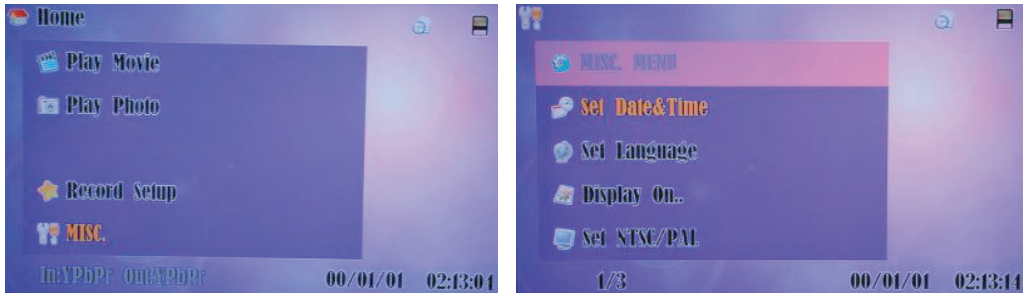 Home
Play Movie
Play Photo
Record Setup
MISC.
In:YPbPr Out:YPbPr
00/01/01 02:13:04
MISC. MENU
Set Date&Time
Set Language
Display On..
Set NTSC/PAL
1/3
00/01/01 02:13:14